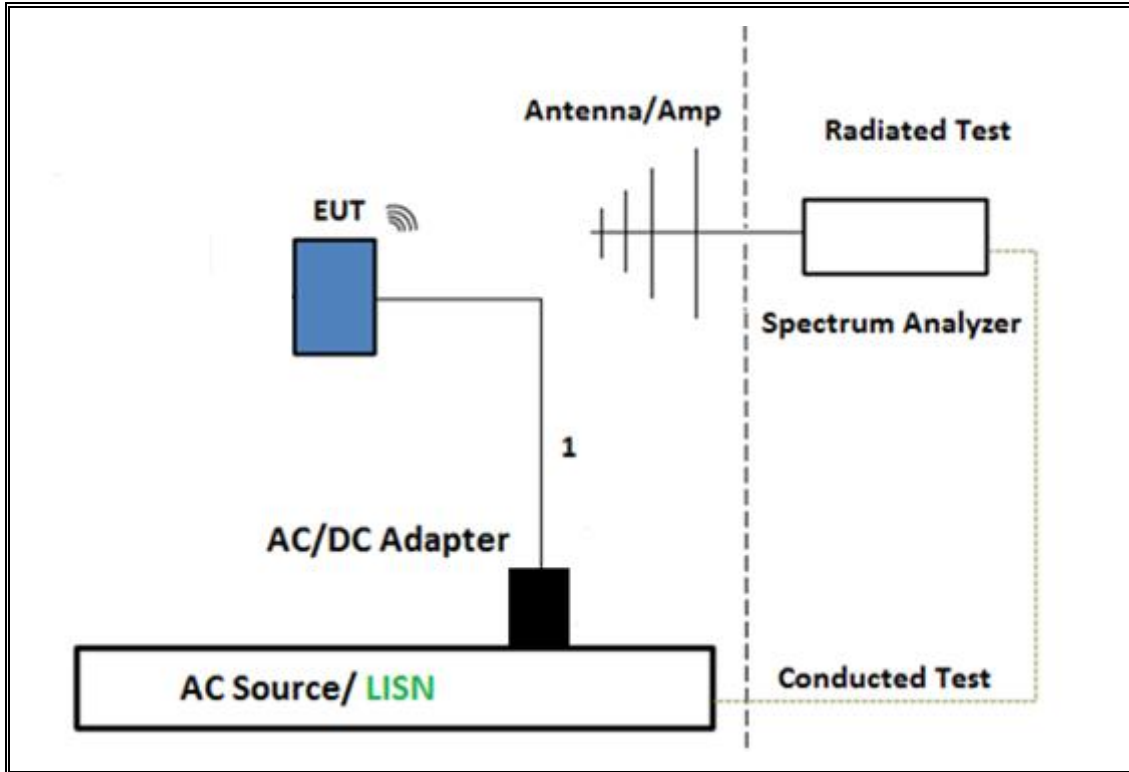 Antenna/Amp
Radiated Test
EUT
Spectrum Analyzer
1
AC/DC Adapter
AC Source/ LISN
Conducted Test